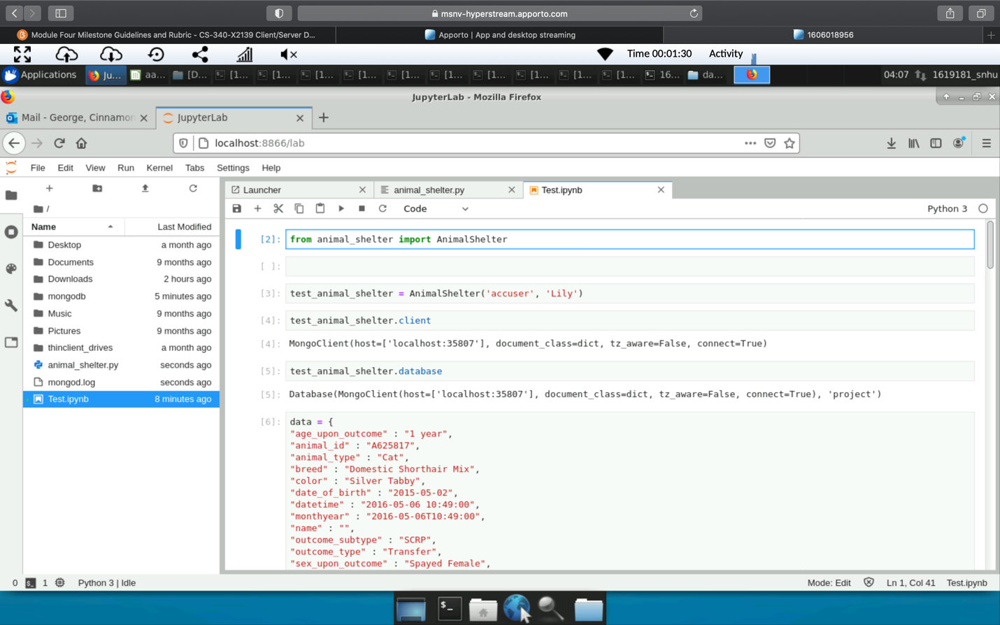 msnv-hyperstream.apporto.com
Module Four Milestone Guidelines and Rubric - CS-340-X2139 Client/Server D...
Apporto | App and desktop streaming
1606018956
Time 00:01:30 Activity
Applications Ju... aa... [D... [1... [1... [1... [1... [1... [1... [1... [1... [1... [1... 16... da... 04:07 1619181_snhu
JupyterLab - Mozilla Firefox
Mail - George, Cinnamon
JupyterLab
localhost:8866/lab
File Edit View Run Kernel Tabs Settings Help
Launcher
animal_shelter.py
Test.ipynb
Code
Python 3
/
Name Last Modified
Desktop a month ago
Documents 9 months ago
Downloads 2 hours ago
mongodb 5 minutes ago
Music 9 months ago
Pictures 9 months ago
thinclient_drives a month ago
animal_shelter.py seconds ago
mongod.log seconds ago
Test.ipynb 8 minutes ago
[2]: from animal_shelter import AnimalShelter
[ ]:
[3]: test_animal_shelter = AnimalShelter('accuser', 'Lily')
[4]: test_animal_shelter.client
[4]: MongoClient(host=['localhost:35807'], document_class=dict, tz_aware=False, connect=True)
[5]: test_animal_shelter.database
[5]: Database(MongoClient(host=['localhost:35807'], document_class=dict, tz_aware=False, connect=True), 'project')
[6]: data = {
"age_upon_outcome" : "1 year",
"animal_id" : "A625817",
"animal_type" : "Cat",
"breed" : "Domestic Shorthair Mix",
"color" : "Silver Tabby",
"date_of_birth" : "2015-05-02",
"datetime" : "2016-05-06 10:49:00",
"monthyear" : "2016-05-06T10:49:00",
"name" : "",
"outcome_subtype" : "SCRP",
"outcome_type" : "Transfer",
"sex_upon_outcome" : "Spayed Female",
0 $_ 1 Python 3 | Idle
Mode: Edit Ln 1, Col 41 Test.ipynb